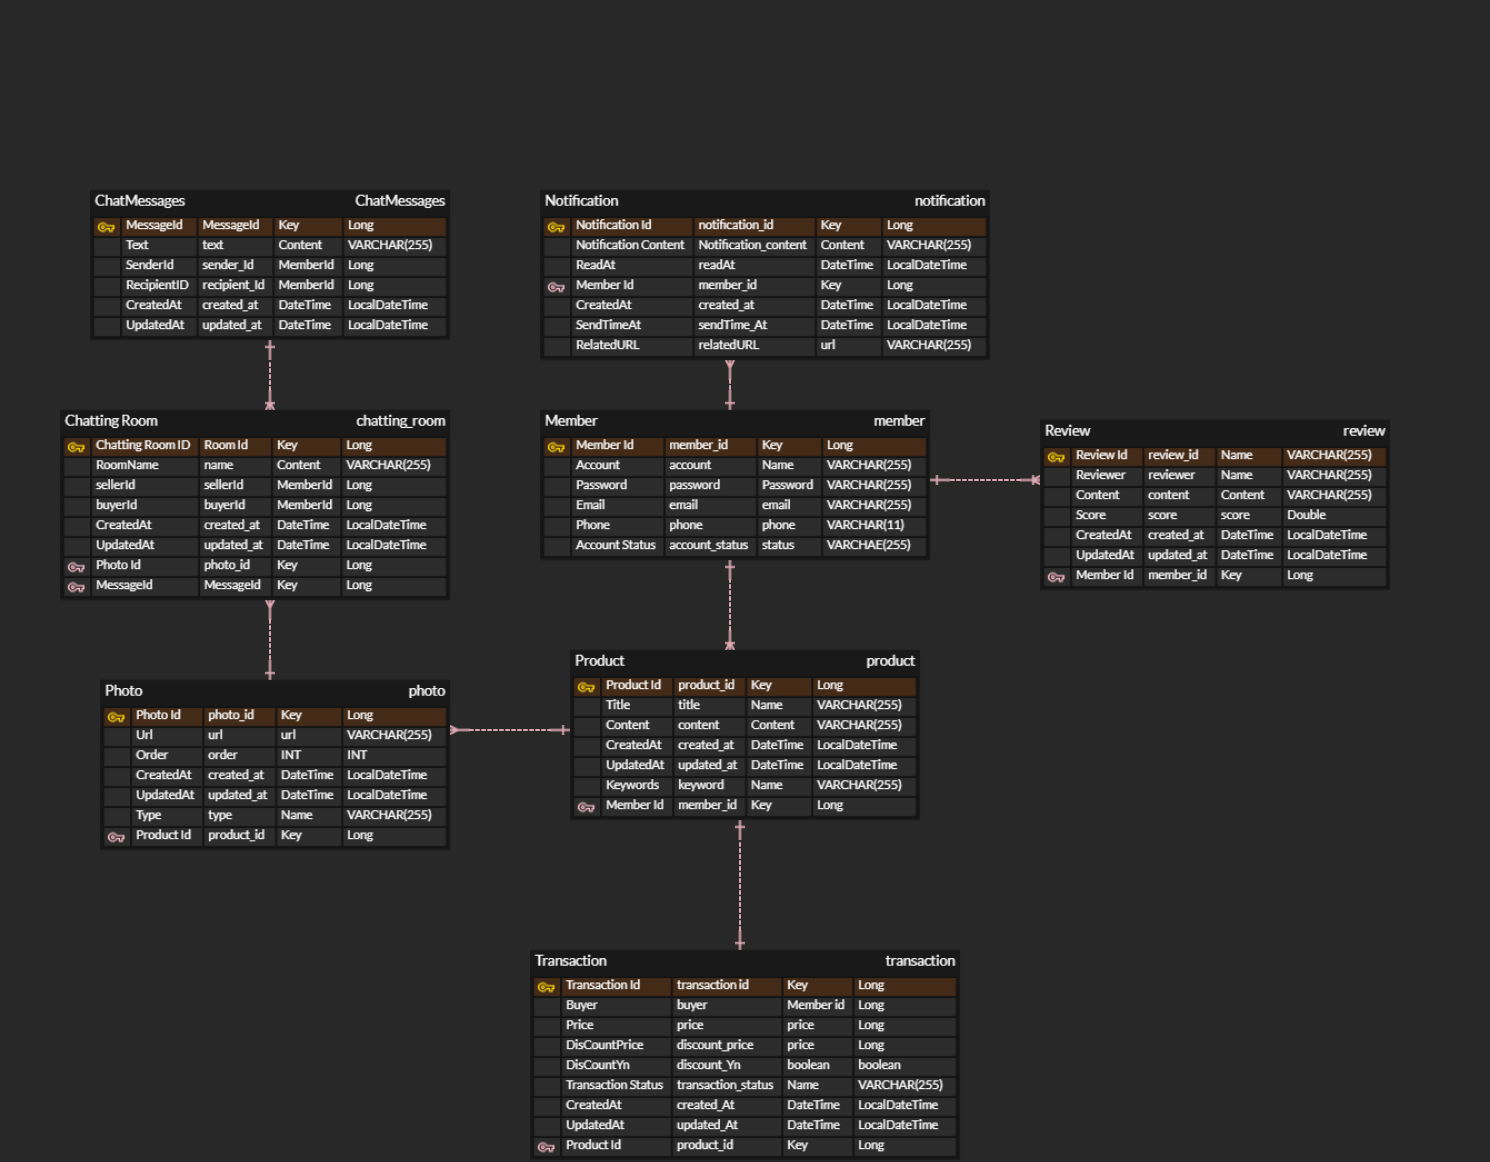 ChatMessages ChatMessages
MessageId MessageId Key Long
Text text Content VARCHAR(255)
SenderId sender_Id MemberId Long
RecipientID recipient_Id MemberId Long
CreatedAt created_at DateTime LocalDateTime
UpdatedAt updated_at DateTime LocalDateTime
Notification notification
Notification Id notification_id Key Long
Notification Content Notification_content Content VARCHAR(255)
ReadAt readAt DateTime LocalDateTime
Member Id member_id Key Long
CreatedAt created_at DateTime LocalDateTime
SendTimeAt sendTime_At DateTime LocalDateTime
RelatedURL relatedURL url VARCHAR(255)
Chatting Room chatting_room
Chatting Room ID Room Id Key Long
RoomName name Content VARCHAR(255)
sellerId sellerId MemberId Long
buyerId buyerId MemberId Long
CreatedAt created_at DateTime LocalDateTime
UpdatedAt updated_at DateTime LocalDateTime
Photo Id photo_id Key Long
MessageId MessageId Key Long
Member member
Member Id member_id Key Long
Account account Name VARCHAR(255)
Password password Password VARCHAR(255)
Email email email VARCHAR(255)
Phone phone phone VARCHAR(11)
Account Status account_status status VARCHAE(255)
Review review
Review Id review_id Name VARCHAR(255)
Reviewer reviewer Name VARCHAR(255)
Content content Content VARCHAR(255)
Score score score Double
CreatedAt created_at DateTime LocalDateTime
UpdatedAt updated_at DateTime LocalDateTime
Member Id member_id Key Long
Photo photo
Photo Id photo_id Key Long
Url url url VARCHAR(255)
Order order INT INT
CreatedAt created_at DateTime LocalDateTime
UpdatedAt updated_at DateTime LocalDateTime
Type type Name VARCHAR(255)
Product Id product_id Key Long
Product product
Product Id product_id Key Long
Title title Name VARCHAR(255)
Content content Content VARCHAR(255)
CreatedAt created_at DateTime LocalDateTime
UpdatedAt updated_at DateTime LocalDateTime
Keywords keyword Name VARCHAR(255)
Member Id member_id Key Long
Transaction transaction
Transaction Id transaction id Key Long
Buyer buyer Member id Long
Price price price Long
DisCountPrice discount_price price Long
DisCountYn discount_Yn boolean boolean
Transaction Status transaction_status Name VARCHAR(255)
CreatedAt created_At DateTime LocalDateTime
UpdatedAt updated_At DateTime LocalDateTime
Product Id product_id Key Long